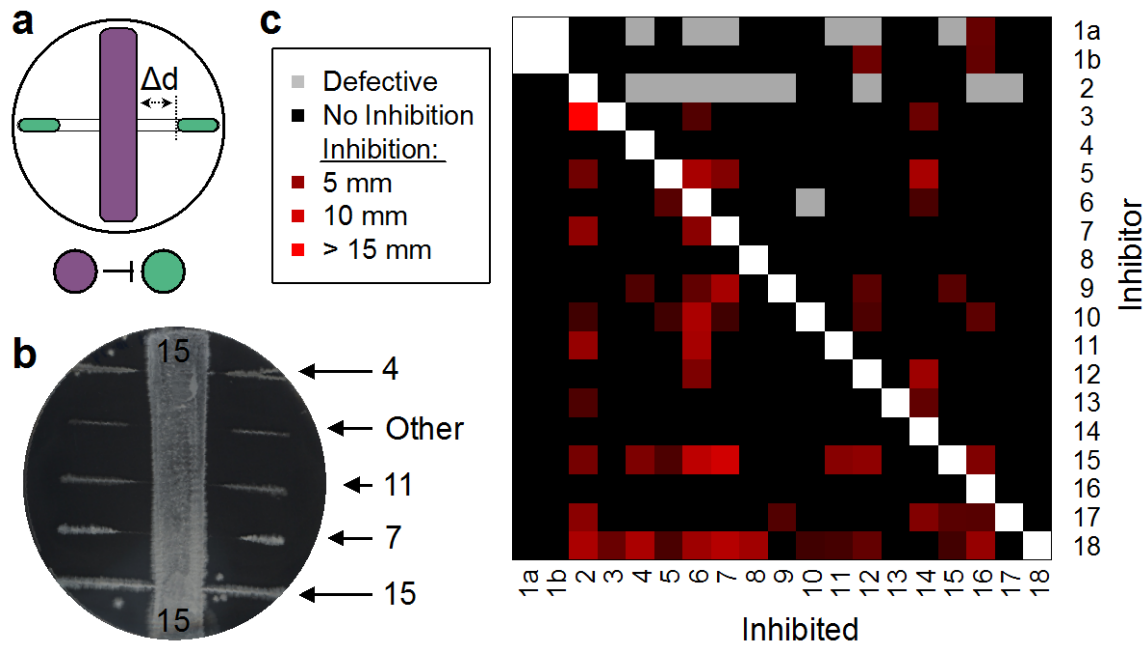 a
Δd
b
15
4
Other
11
7
15
15
c
Defective
No Inhibition
Inhibition:
5 mm
10 mm
> 15 mm
1a
1b
2
3
4
5
6
7
8
9
10
11
12
13
14
15
16
17
18
Inhibitor
1a 1b 2 3 4 5 6 7 8 9 10 11 12 13 14 15 16 17 18
Inhibited